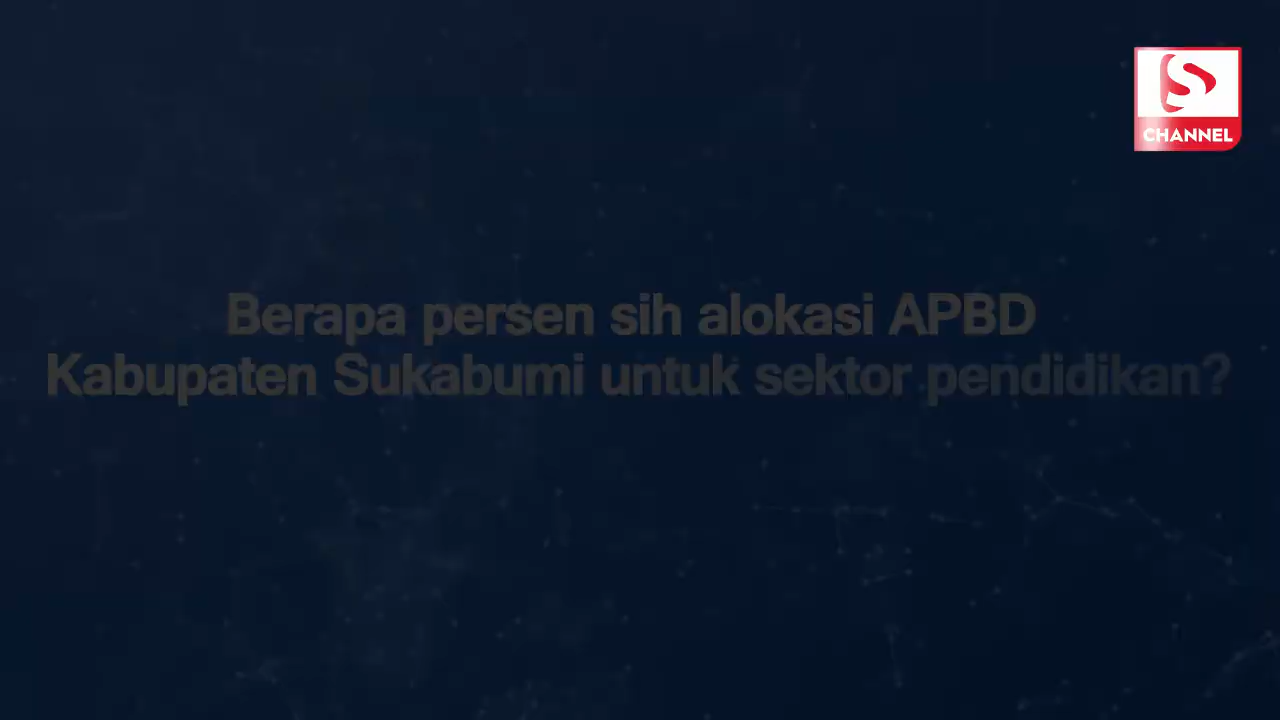 S
CHANNEL
Berapa persen sih alokasi APBD
Kabupaten Sukabumi untuk sektor pendidikan?